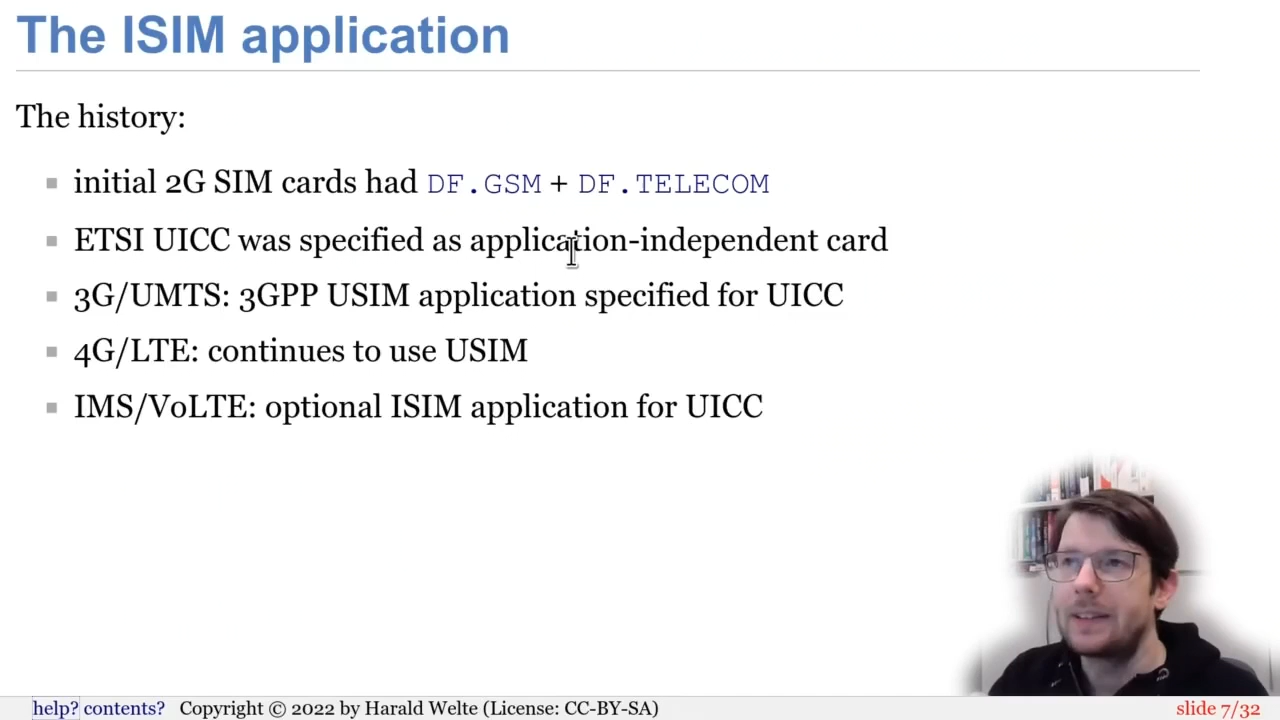 The ISIM application
The history:
initial 2G SIM cards had DF.GSM + DF.TELECOM
ETSI UICC was specified as application-independent card
3G/UMTS: 3GPP USIM application specified for UICC
4G/LTE: continues to use USIM
IMS/VoLTE: optional ISIM application for UICC
help? contents? Copyright © 2022 by Harald Welte (License: CC-BY-SA) slide 7/32